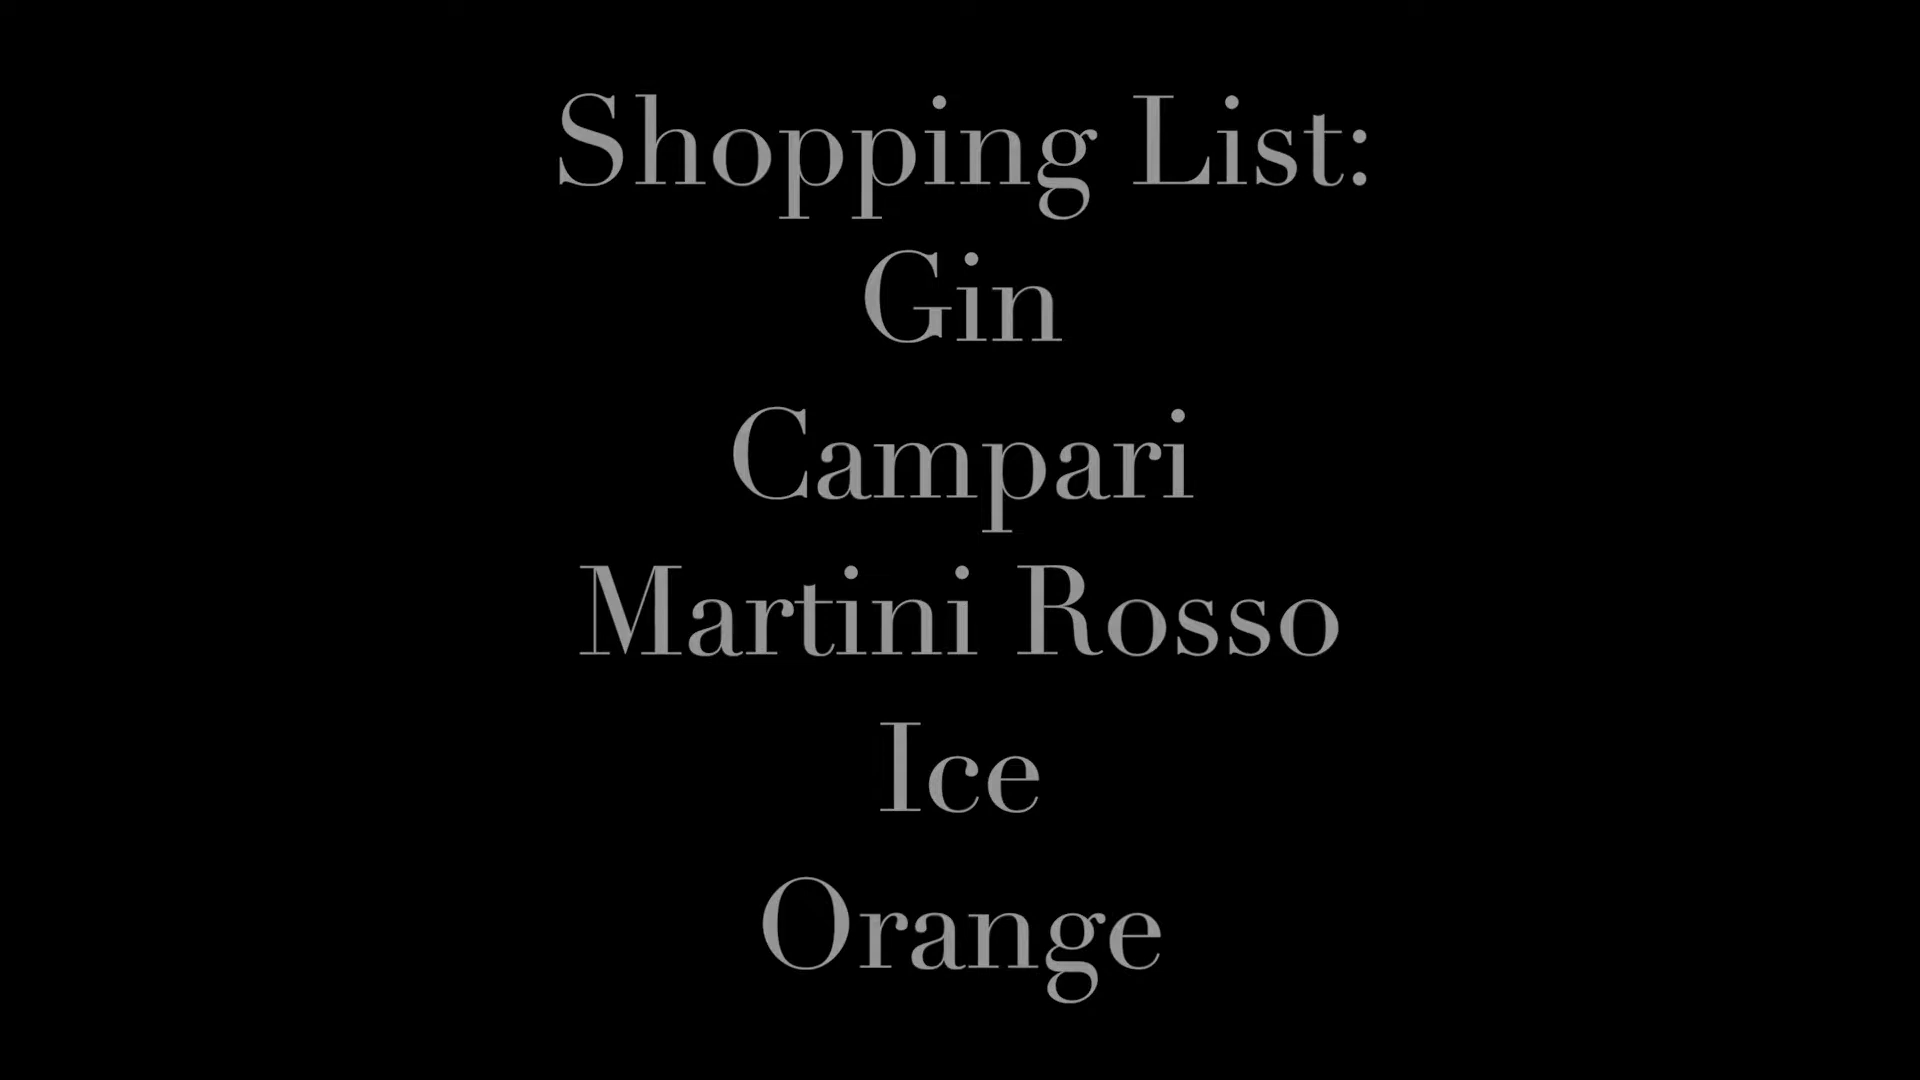 Shopping List:
Gin
Campari
Martini Rosso
Ice
Orange